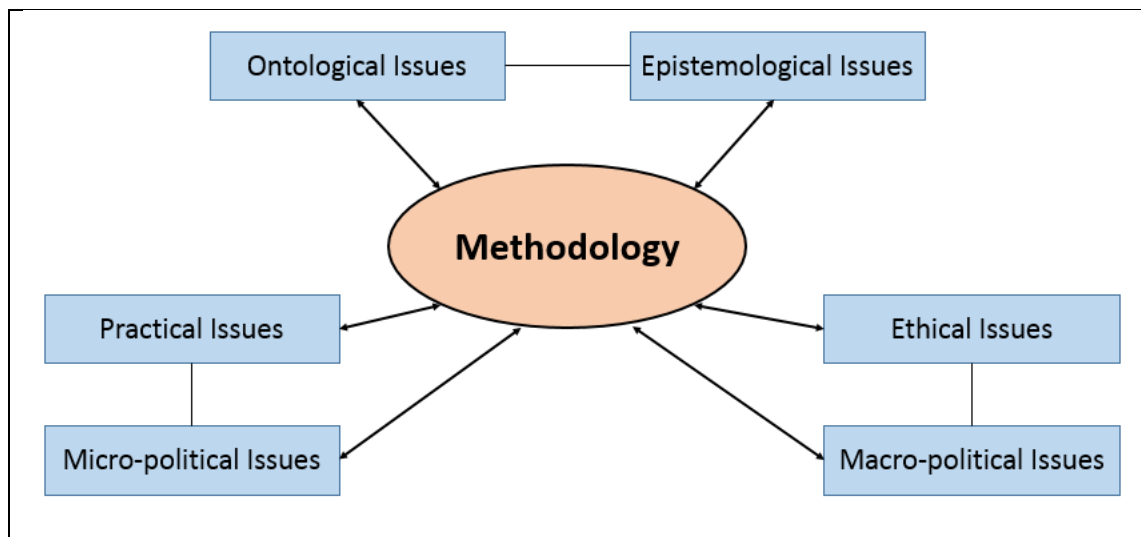 Ontological Issues
Epistemological Issues
Methodology
Practical Issues
Ethical Issues
Micro-political Issues
Macro-political Issues